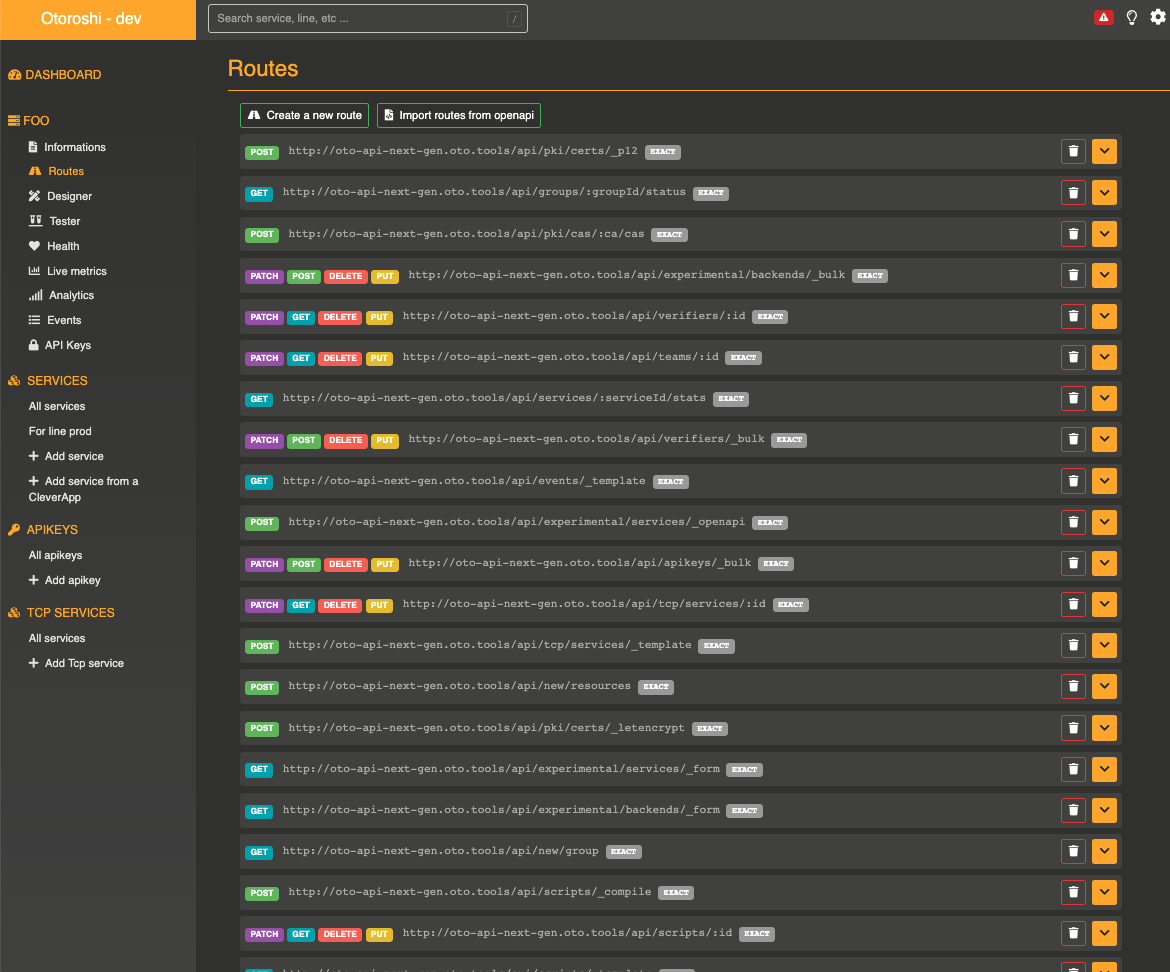 Otoroshi - dev
Search service, line, etc ... /
DASHBOARD
FOO
Informations
Routes
Designer
Tester
Health
Live metrics
Analytics
Events
API Keys
SERVICES
All services
For line prod
Add service
Add service from a
CleverApp
APIKEYS
All apikeys
Add apikey
TCP SERVICES
All services
Add Tcp service
Routes
Create a new route Import routes from openapi
POST http://oto-api-next-gen.oto.tools/api/pki/certs/_p12 EXACT
GET http://oto-api-next-gen.oto.tools/api/groups/:groupId/status EXACT
POST http://oto-api-next-gen.oto.tools/api/pki/cas/:ca/cas EXACT
PATCH POST DELETE PUT http://oto-api-next-gen.oto.tools/api/experimental/backends/_bulk EXACT
PATCH GET DELETE PUT http://oto-api-next-gen.oto.tools/api/verifiers/:id EXACT
PATCH GET DELETE PUT http://oto-api-next-gen.oto.tools/api/teams/:id EXACT
GET http://oto-api-next-gen.oto.tools/api/services/:serviceId/stats EXACT
PATCH POST DELETE PUT http://oto-api-next-gen.oto.tools/api/verifiers/_bulk EXACT
GET http://oto-api-next-gen.oto.tools/api/events/_template EXACT
POST http://oto-api-next-gen.oto.tools/api/experimental/services/_openapi EXACT
PATCH POST DELETE PUT http://oto-api-next-gen.oto.tools/api/apikeys/_bulk EXACT
PATCH GET DELETE PUT http://oto-api-next-gen.oto.tools/api/tcp/services/:id EXACT
POST http://oto-api-next-gen.oto.tools/api/tcp/services/_template EXACT
POST http://oto-api-next-gen.oto.tools/api/new/resources EXACT
POST http://oto-api-next-gen.oto.tools/api/pki/certs/_letencrypt EXACT
GET http://oto-api-next-gen.oto.tools/api/experimental/services/_form EXACT
GET http://oto-api-next-gen.oto.tools/api/experimental/backends/_form EXACT
GET http://oto-api-next-gen.oto.tools/api/new/group EXACT
POST http://oto-api-next-gen.oto.tools/api/scripts/_compile EXACT
PATCH GET DELETE PUT http://oto-api-next-gen.oto.tools/api/scripts/:id EXACT